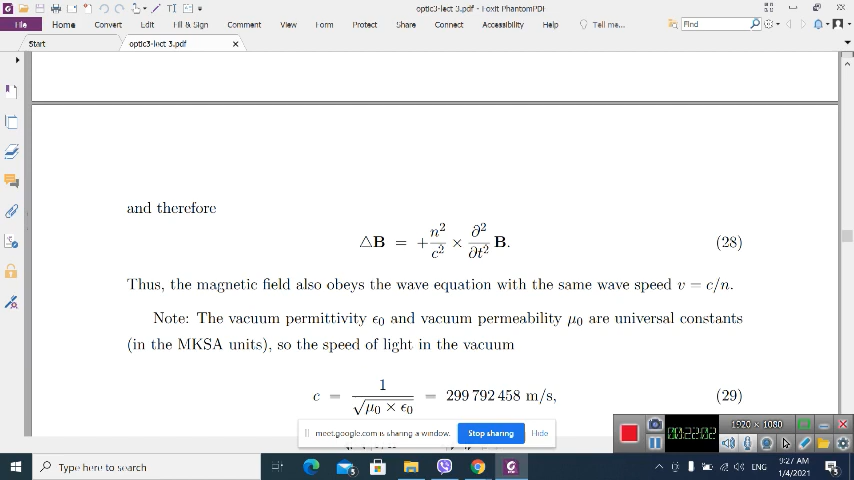 optic3-lect 3.pdf - Foxit PhantomPDF
File Home Convert Edit Fill & Sign Comment View Form Protect Share Connect Accessibility Help Tell me... Find
Start optic3-lect 3.pdf
and therefore
△B = + n²/c² × ∂²/∂t² B. (28)
Thus, the magnetic field also obeys the wave equation with the same wave speed v = c/n.
Note: The vacuum permittivity ϵ₀ and vacuum permeability μ₀ are universal constants
(in the MKSA units), so the speed of light in the vacuum
c = 1/√(μ₀ × ϵ₀) = 299 792 458 m/s, (29)
meet.google.com is sharing a window. Stop sharing Hide
1920 × 1080
Type here to search
ENG
9:27 AM
1/4/2021